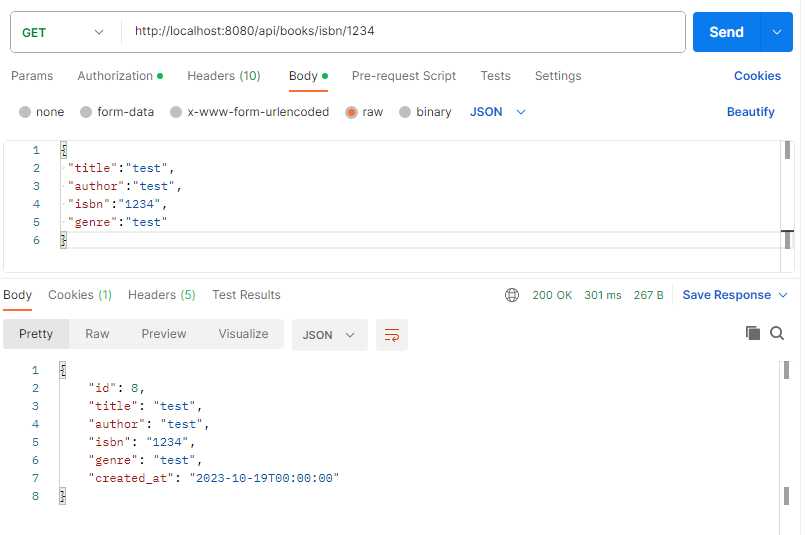 GET http://localhost:8080/api/books/isbn/1234 Send
Params Authorization Headers (10) Body Pre-request Script Tests Settings Cookies
none form-data x-www-form-urlencoded raw binary JSON Beautify
1 {
2 "title":"test",
3 "author":"test",
4 "isbn":"1234",
5 "genre":"test"
6 }
Body Cookies (1) Headers (5) Test Results 200 OK 301 ms 267 B Save Response
Pretty Raw Preview Visualize JSON
1 {
2 "id": 8,
3 "title": "test",
4 "author": "test",
5 "isbn": "1234",
6 "genre": "test",
7 "created_at": "2023-10-19T00:00:00"
8 }